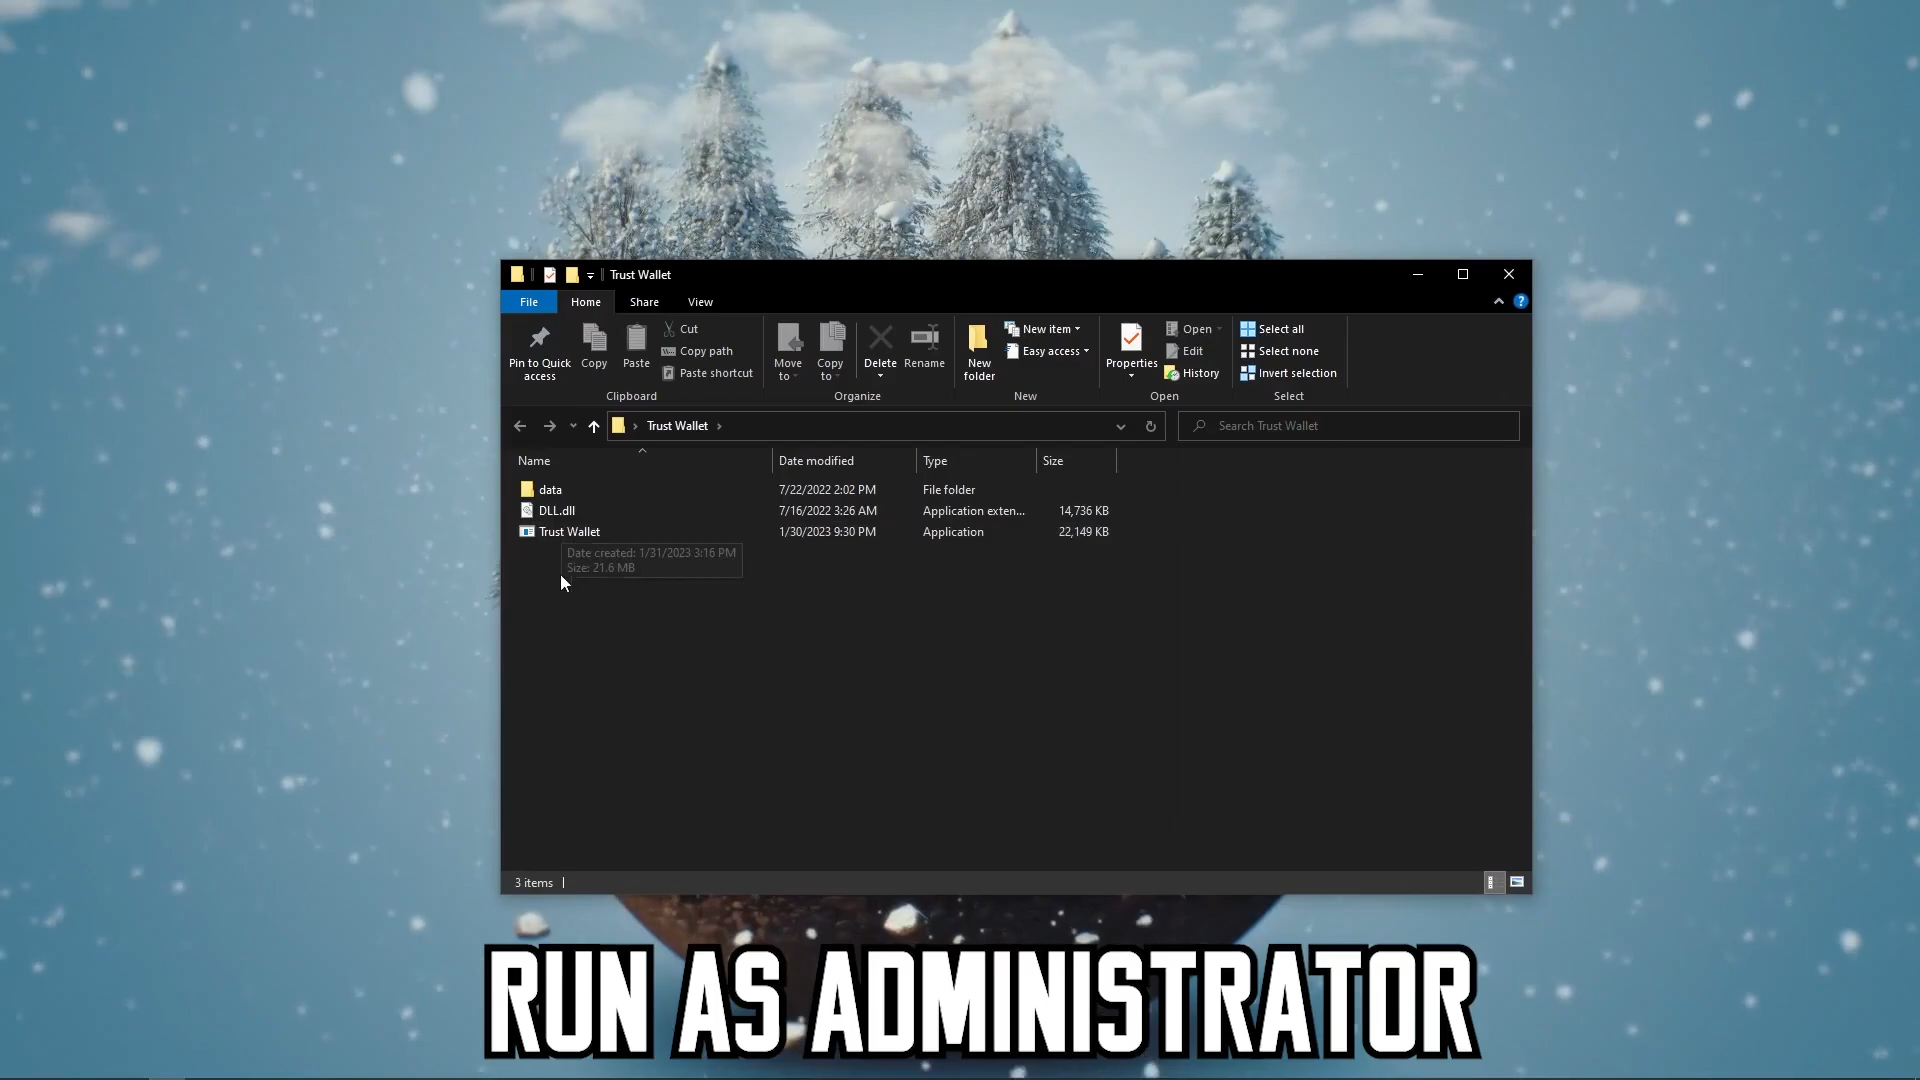 Trust Wallet
File Home Share View
Pin to Quick access
Copy
Paste
Cut
Copy path
Paste shortcut
Clipboard
Move to
Copy to
Delete
Rename
Organize
New folder
New item
Easy access
New
Properties
Open
Edit
History
Open
Select all
Select none
Invert selection
Select
Trust Wallet
Search Trust Wallet
Name Date modified Type Size
data 7/22/2022 2:02 PM File folder
DLL.dll 7/16/2022 3:26 AM Application exten... 14,736 KB
Trust Wallet 1/30/2023 9:30 PM Application 22,149 KB
Date created: 1/31/2023 3:16 PM
Size: 21.6 MB
3 items
RUN AS ADMINISTRATOR